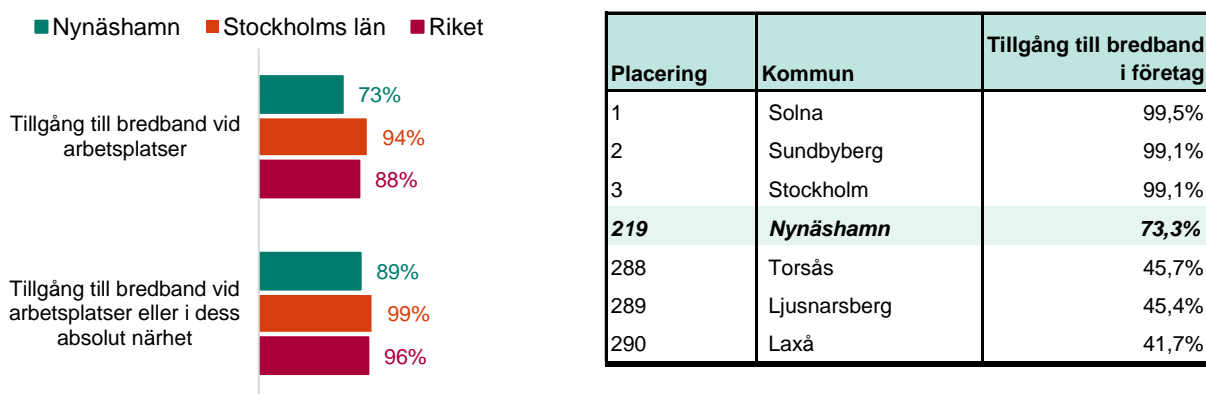 Nynäshamn Stockholms län Riket
Tillgång till bredband vid
arbetsplatser
73%
94%
88%
Tillgång till bredband vid
arbetsplatser eller i dess
absolut närhet
89%
99%
96%
Placering Kommun Tillgång till bredband i företag
1 Solna 99,5%
2 Sundbyberg 99,1%
3 Stockholm 99,1%
219 Nynäshamn 73,3%
288 Torsås 45,7%
289 Ljusnarsberg 45,4%
290 Laxå 41,7%